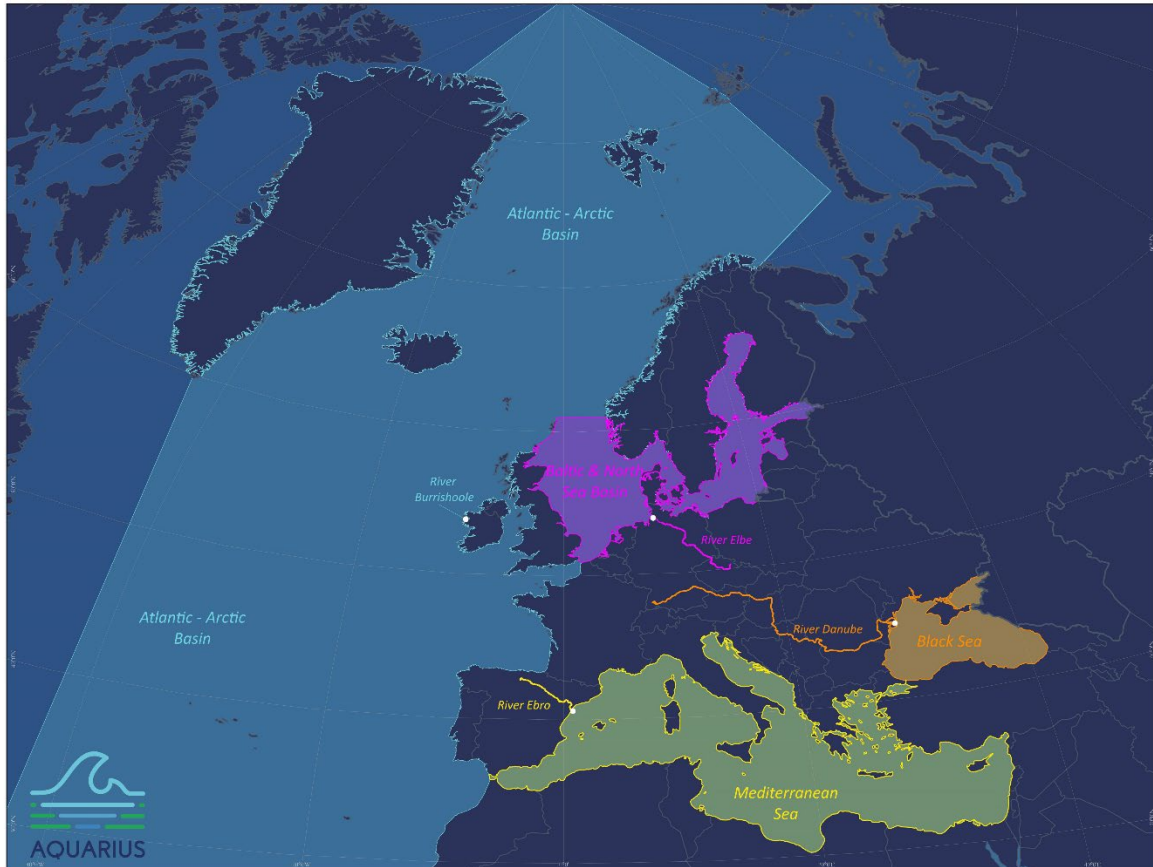 Atlantic - Arctic
Basin
River
Burrishoole
Baltic & North
Sea Basin
River Elbe
Atlantic - Arctic
Basin
River Danube
Black Sea
River Ebro
Mediterranean
Sea
AQUARIUS